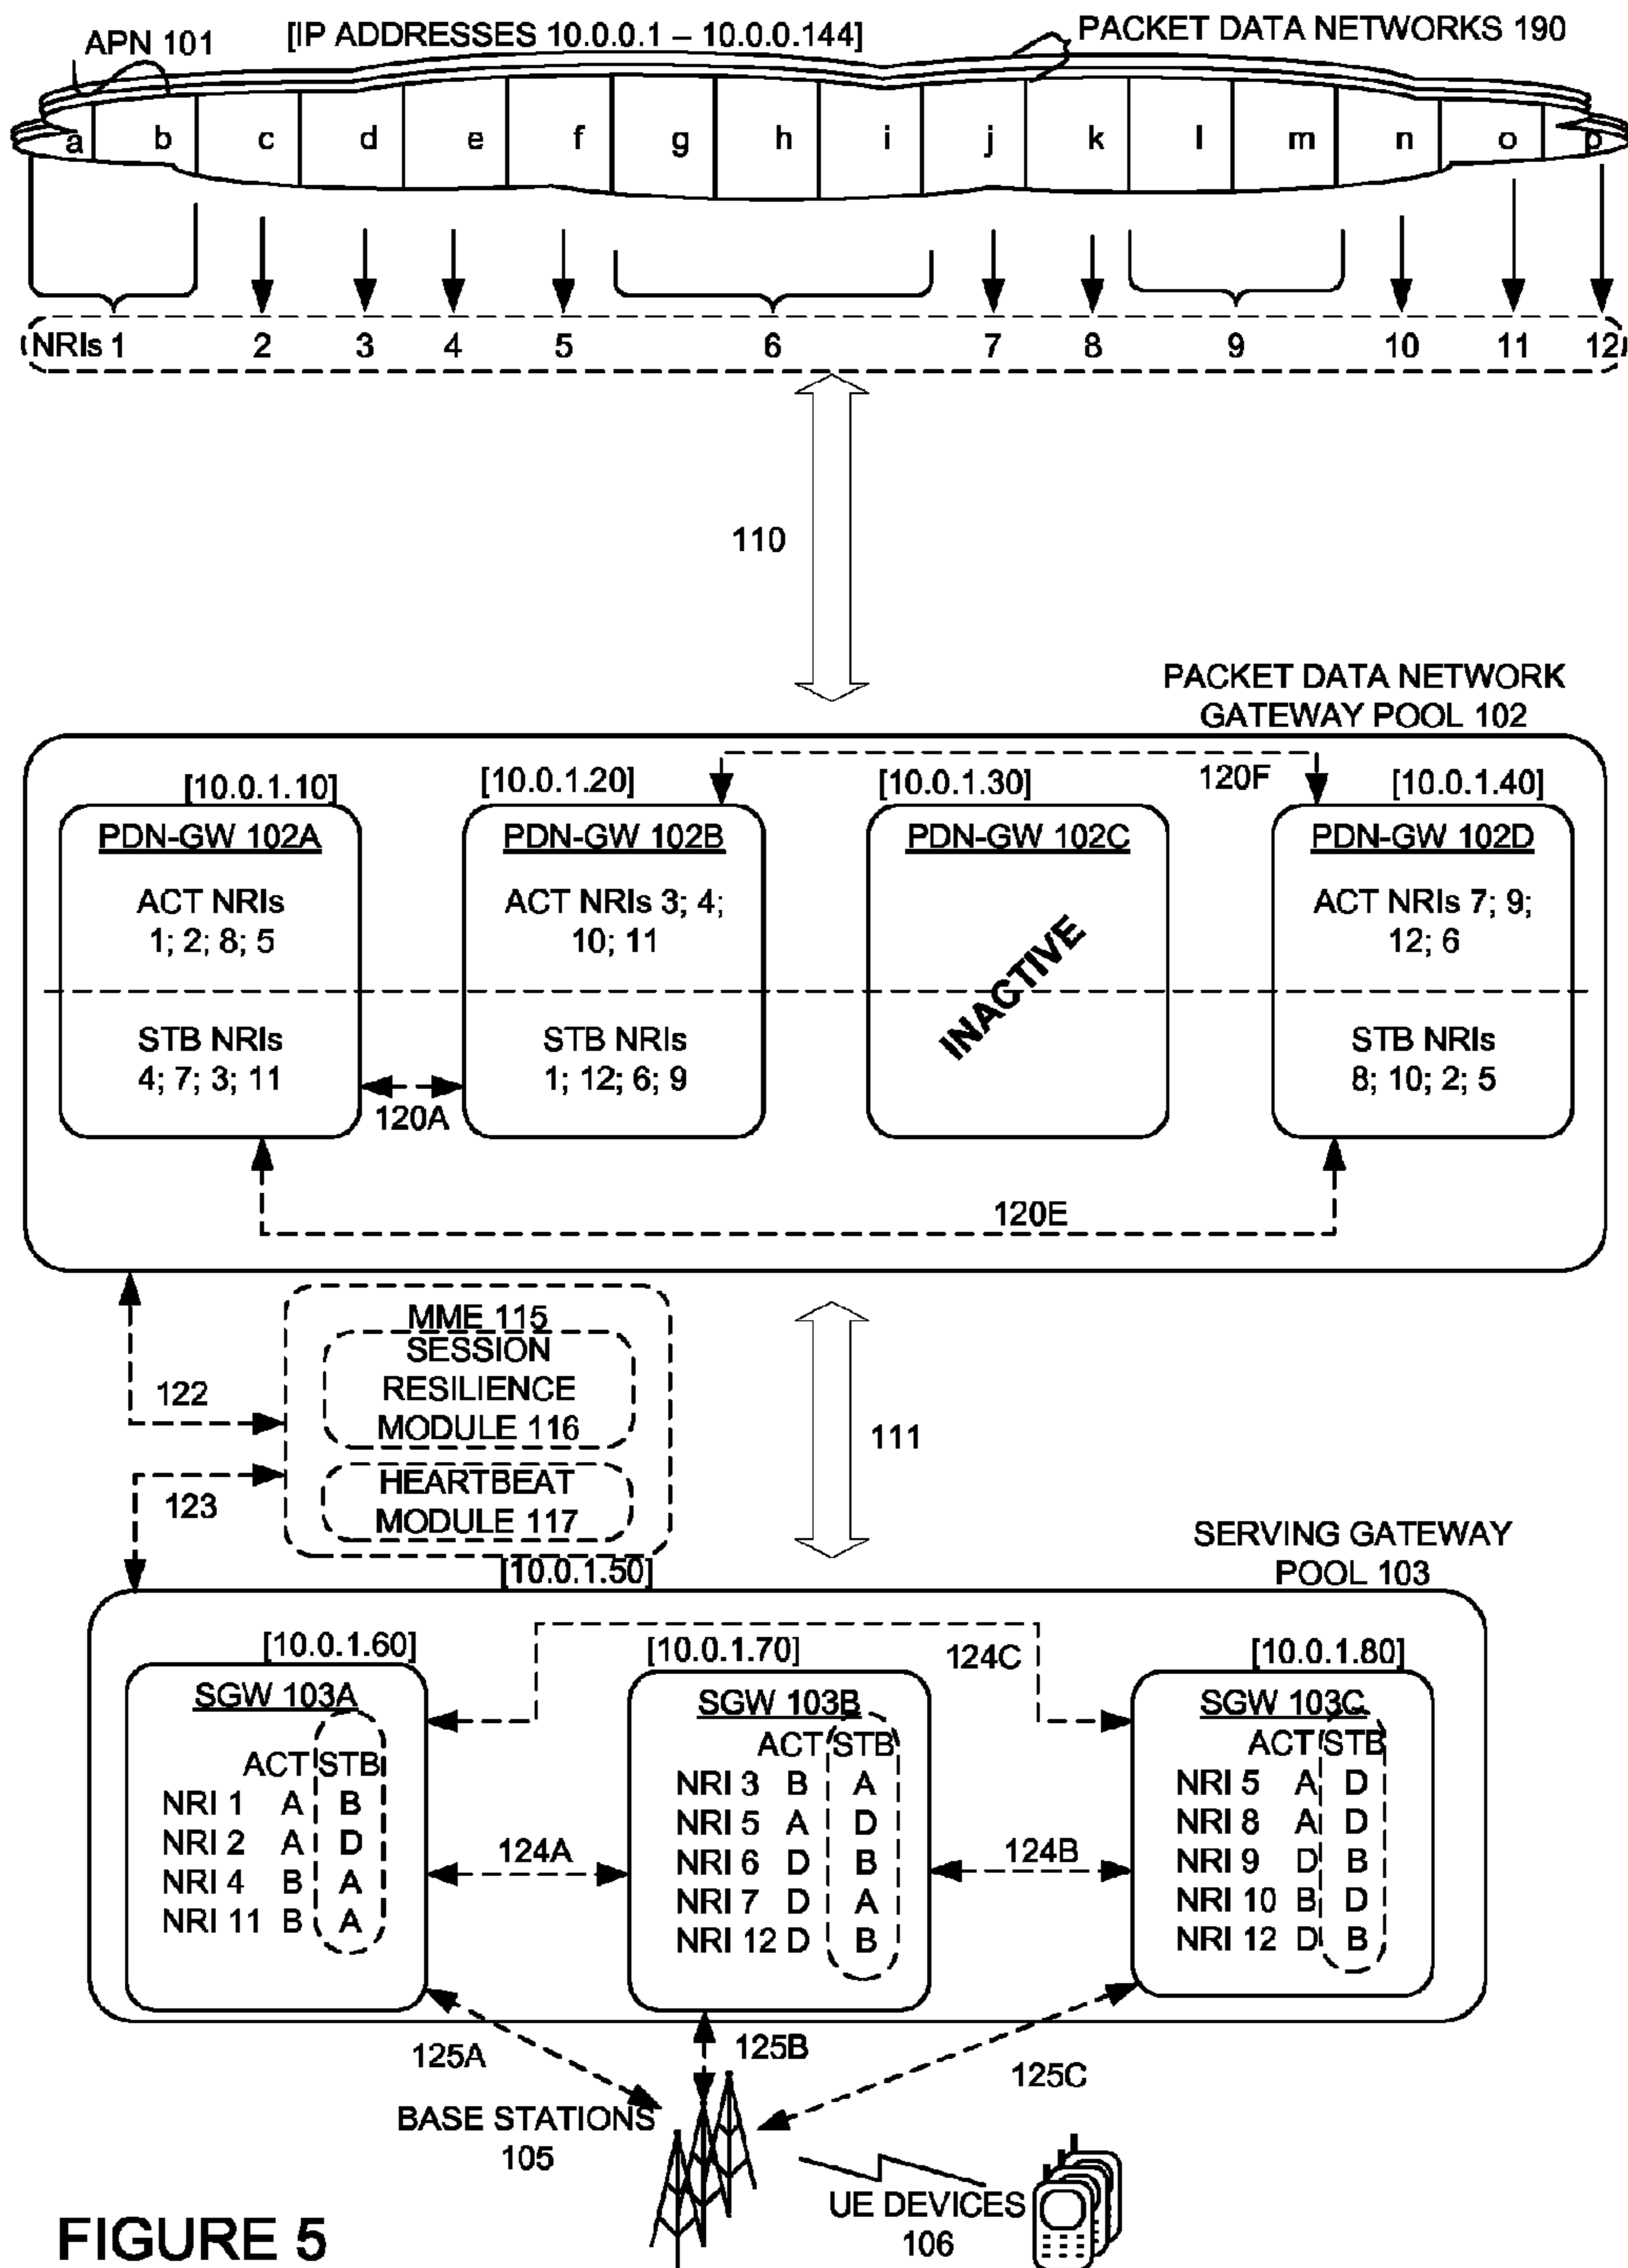 APN 101
[IP ADDRESSES 10.0.0.1 – 10.0.0.144]
PACKET DATA NETWORKS 190
a b c d e f g h i j k l m n o p
NRIs 1 2 3 4 5 6 7 8 9 10 11 12
110
PACKET DATA NETWORK
GATEWAY POOL 102
120F
[10.0.1.10]
PDN-GW 102A
ACT NRIs
1; 2; 8; 5
STB NRIs
4; 7; 3; 11
[10.0.1.20]
PDN-GW 102B
ACT NRIs 3; 4;
10; 11
STB NRIs
1; 12; 6; 9
[10.0.1.30]
PDN-GW 102C
INACTIVE
[10.0.1.40]
PDN-GW 102D
ACT NRIs 7; 9;
12; 6
STB NRIs
8; 10; 2; 5
120A
120E
122
123
MME 115
SESSION
RESILIENCE
MODULE 116
HEARTBEAT
MODULE 117
[10.0.1.50]
111
SERVING GATEWAY
POOL 103
[10.0.1.60]
SGW 103A
ACT STB
NRI 1 A B
NRI 2 A D
NRI 4 B A
NRI 11 B A
124A
[10.0.1.70]
SGW 103B
ACT STB
NRI 3 B A
NRI 5 A D
NRI 6 D B
NRI 7 D A
NRI 12 D B
124C
124B
[10.0.1.80]
SGW 103C
ACT STB
NRI 5 A D
NRI 8 A D
NRI 9 D B
NRI 10 B D
NRI 12 D B
125A
125B
125C
BASE STATIONS
105
UE DEVICES
106
FIGURE 5